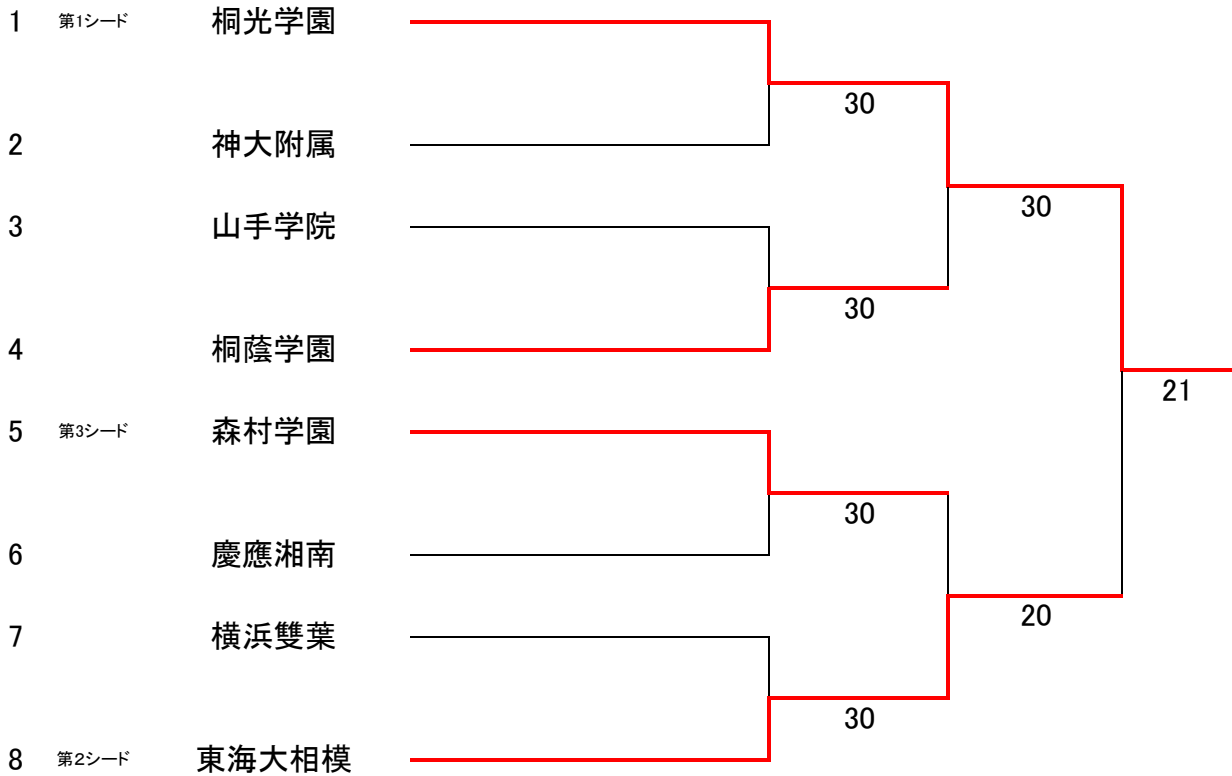 1 第1シード 桐光学園
30
2 神大附属
30
3 山手学院
30
4 桐蔭学園
21
5 第3シード 森村学園
30
6 慶應湘南
20
7 横浜雙葉
30
8 第2シード 東海大相模